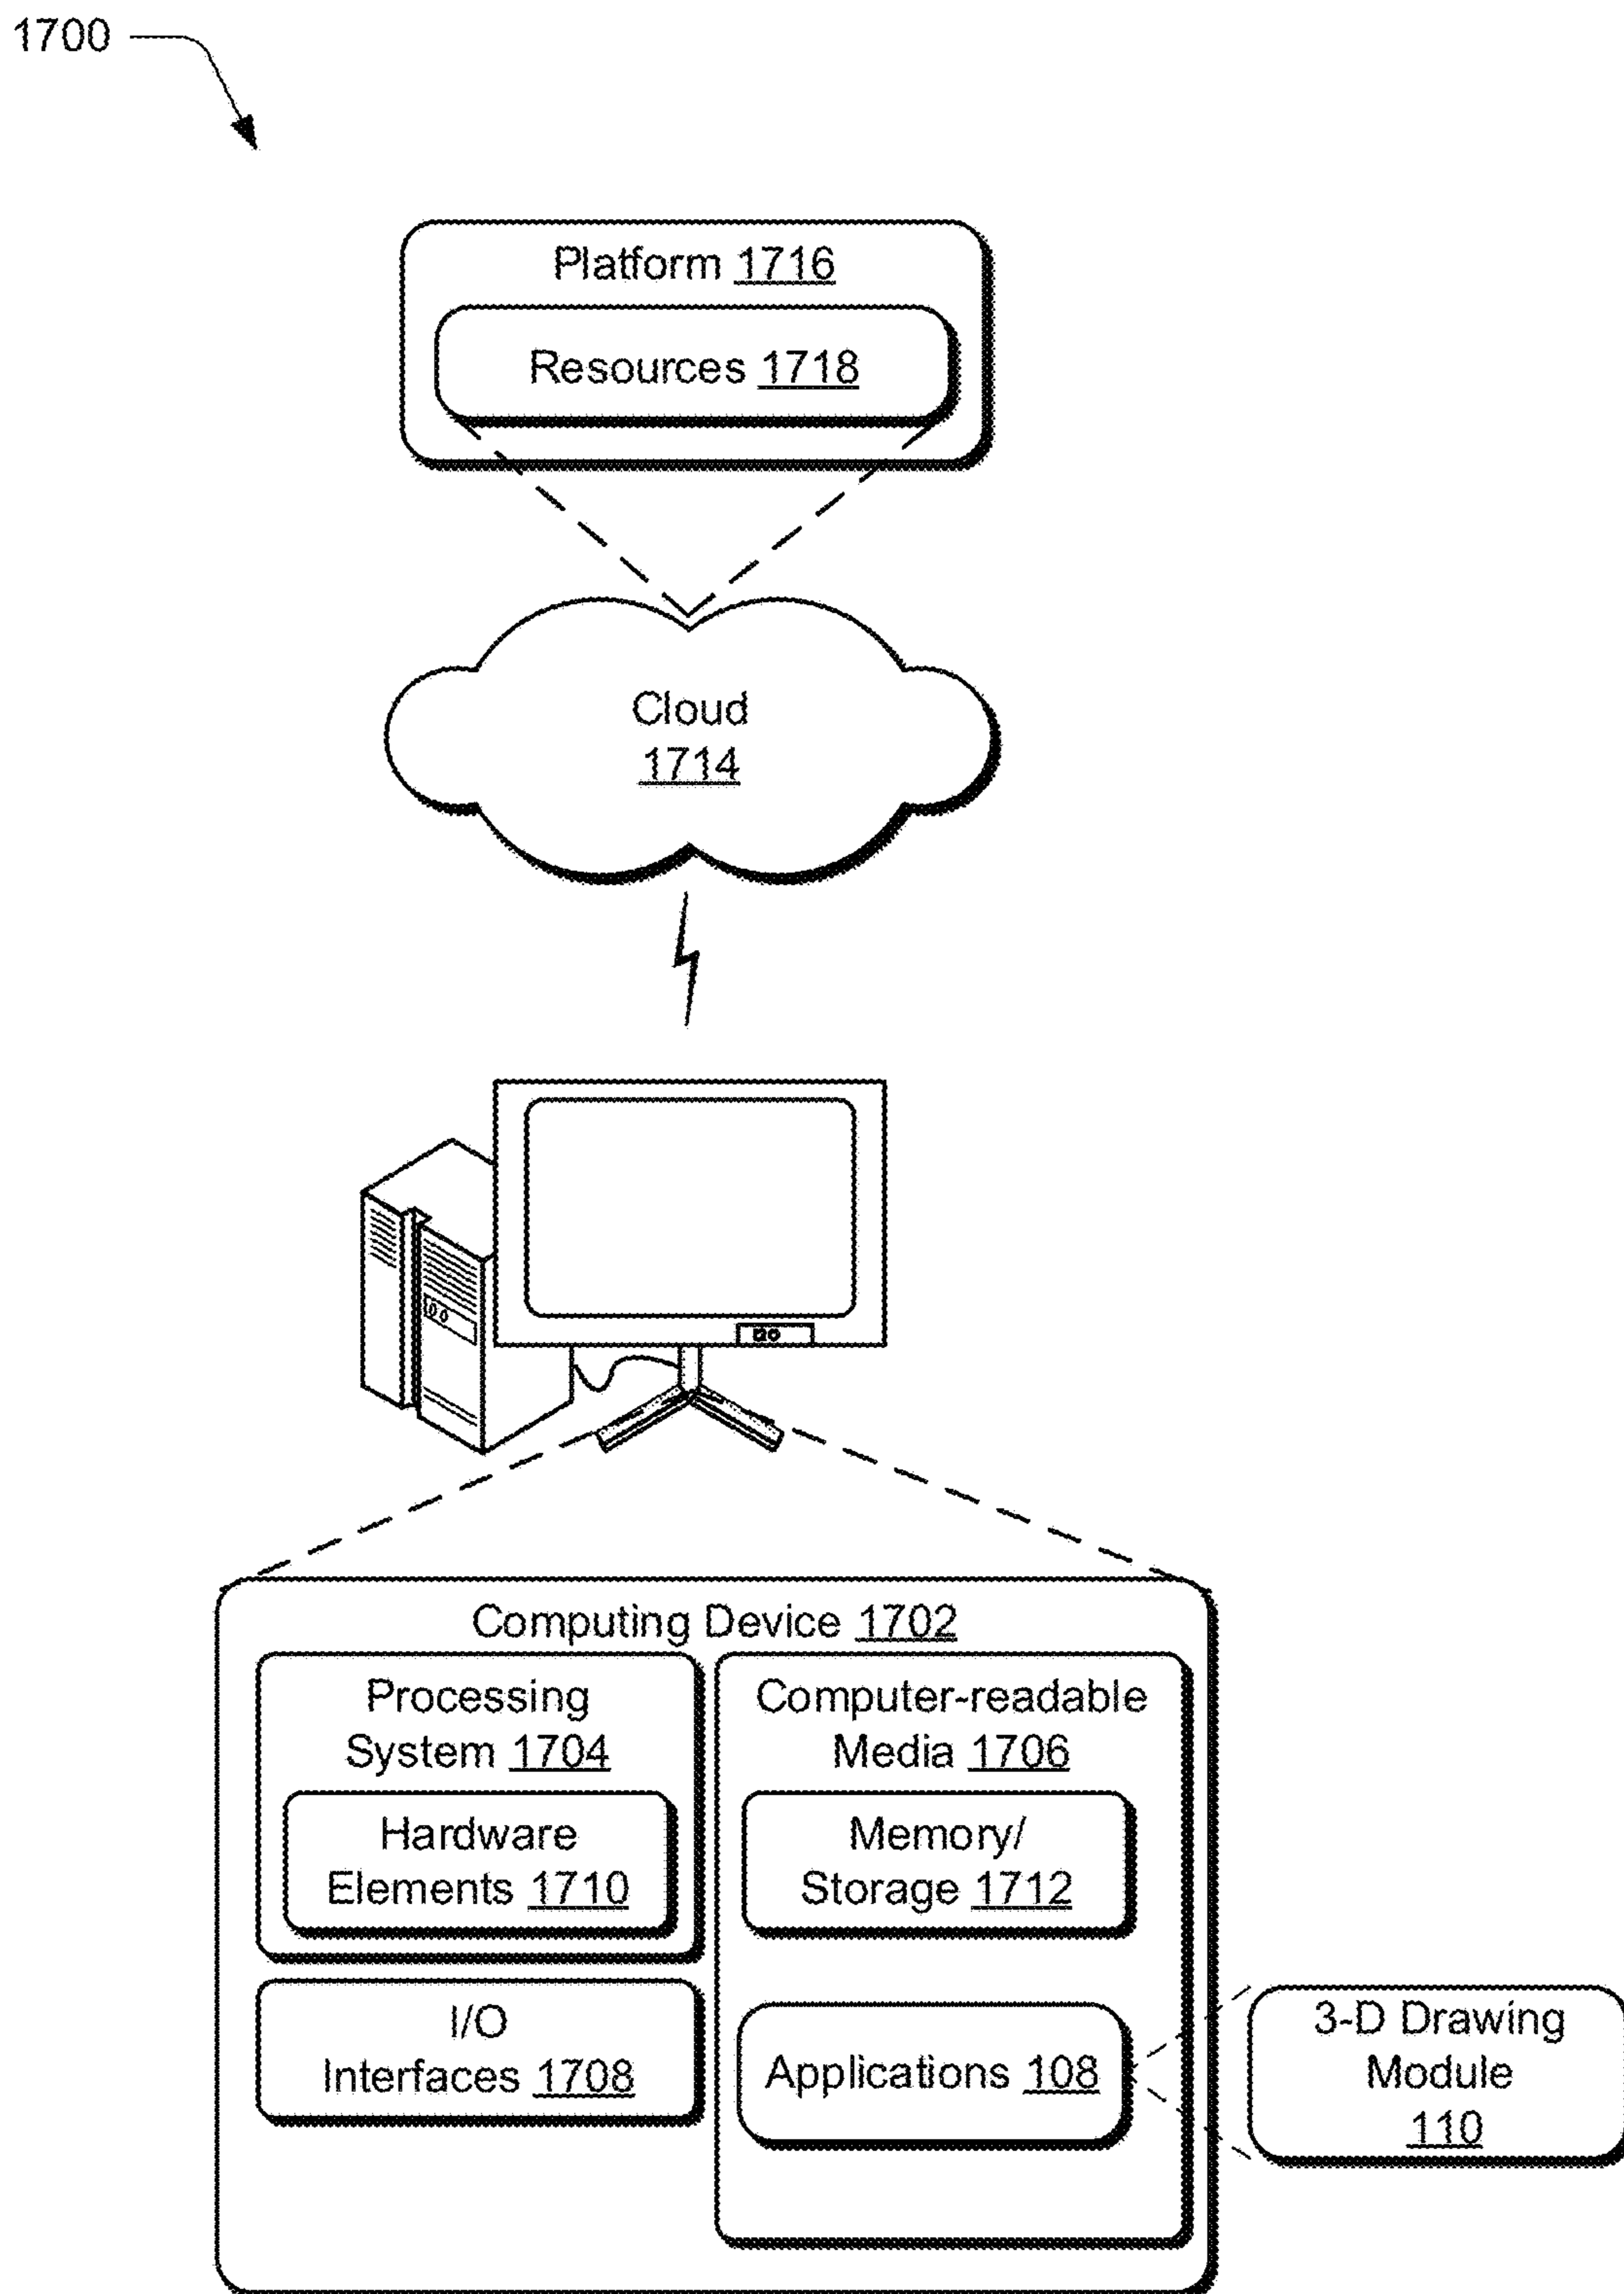 1700
Platform 1716
Resources 1718
Cloud
1714
Computing Device 1702
Processing
System 1704
Hardware
Elements 1710
I/O
Interfaces 1708
Computer-readable
Media 1706
Memory/
Storage 1712
Applications 108
3-D Drawing
Module
110